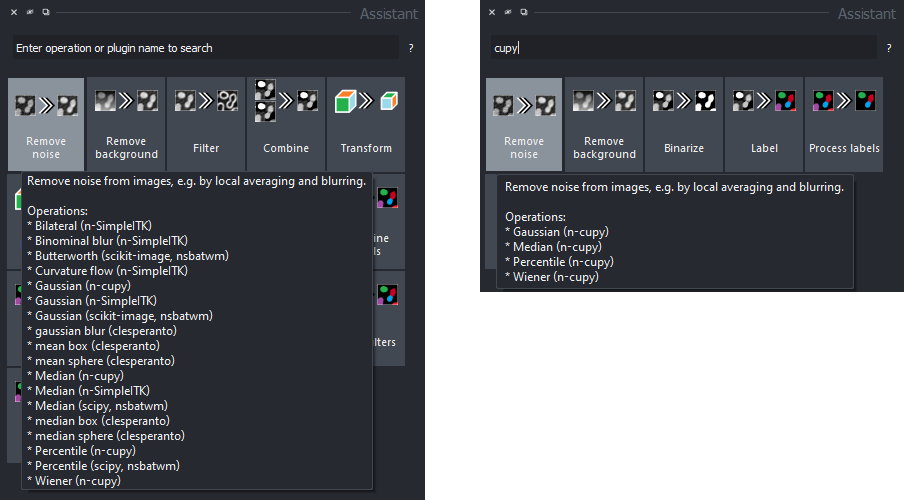 Assistant
Enter operation or plugin name to search
?
Remove noise
Remove background
Filter
Combine
Transform
Remove noise from images, e.g. by local averaging and blurring.
Operations:
* Bilateral (n-SimpleITK)
* Binominal blur (n-SimpleITK)
* Butterworth (scikit-image, nsbatwm)
* Curvature flow (n-SimpleITK)
* Gaussian (n-cupy)
* Gaussian (n-SimpleITK)
* Gaussian (scikit-image, nsbatwm)
* gaussian blur (clesperanto)
* mean box (clesperanto)
* mean sphere (clesperanto)
* Median (n-cupy)
* Median (n-SimpleITK)
* Median (scipy, nsbatwm)
* median box (clesperanto)
* median sphere (clesperanto)
* Percentile (n-cupy)
* Percentile (scipy, nsbatwm)
* Wiener (n-cupy)
Assistant
cupy
?
Remove noise
Remove background
Binarize
Label
Process labels
Remove noise from images, e.g. by local averaging and blurring.
Operations:
* Gaussian (n-cupy)
* Median (n-cupy)
* Percentile (n-cupy)
* Wiener (n-cupy)